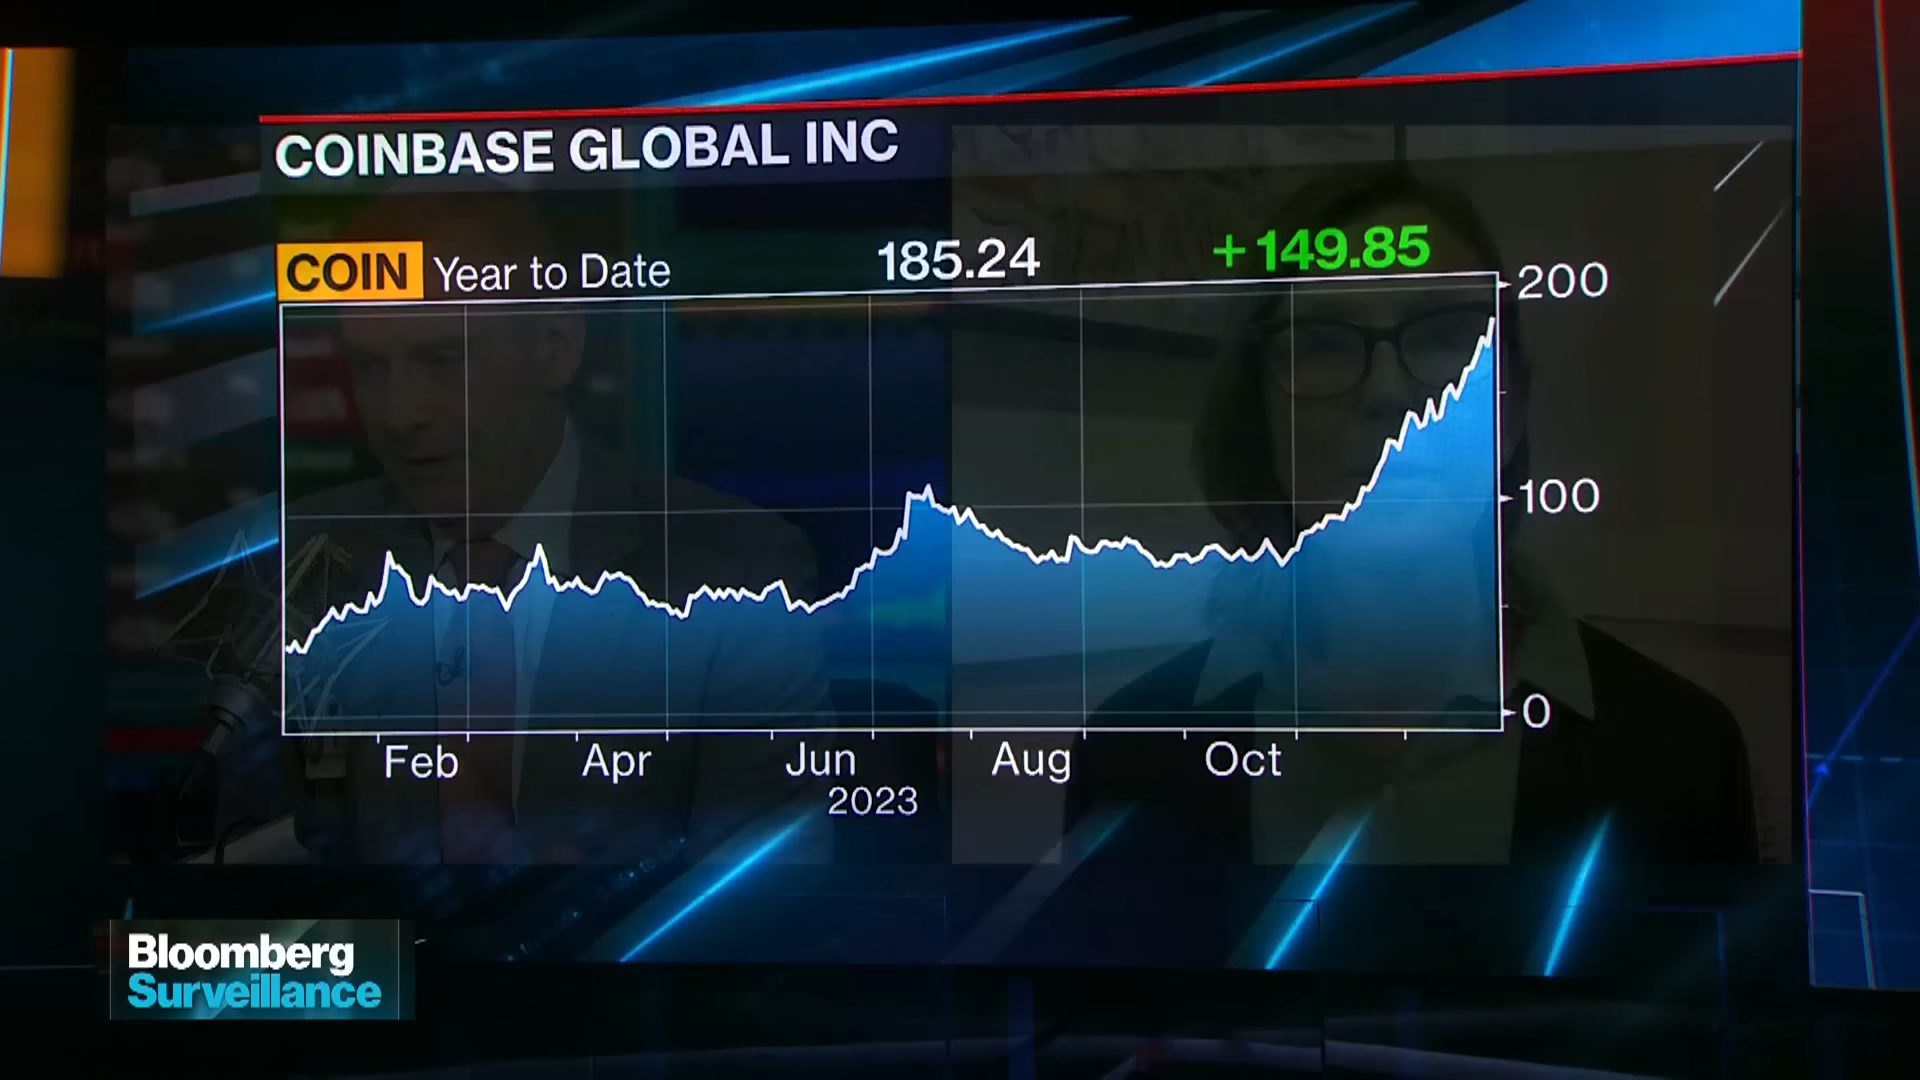 COINBASE GLOBAL INC
COIN Year to Date 185.24 +149.85
200
100
0
Feb Apr Jun Aug Oct
2023
Bloomberg
Surveillance